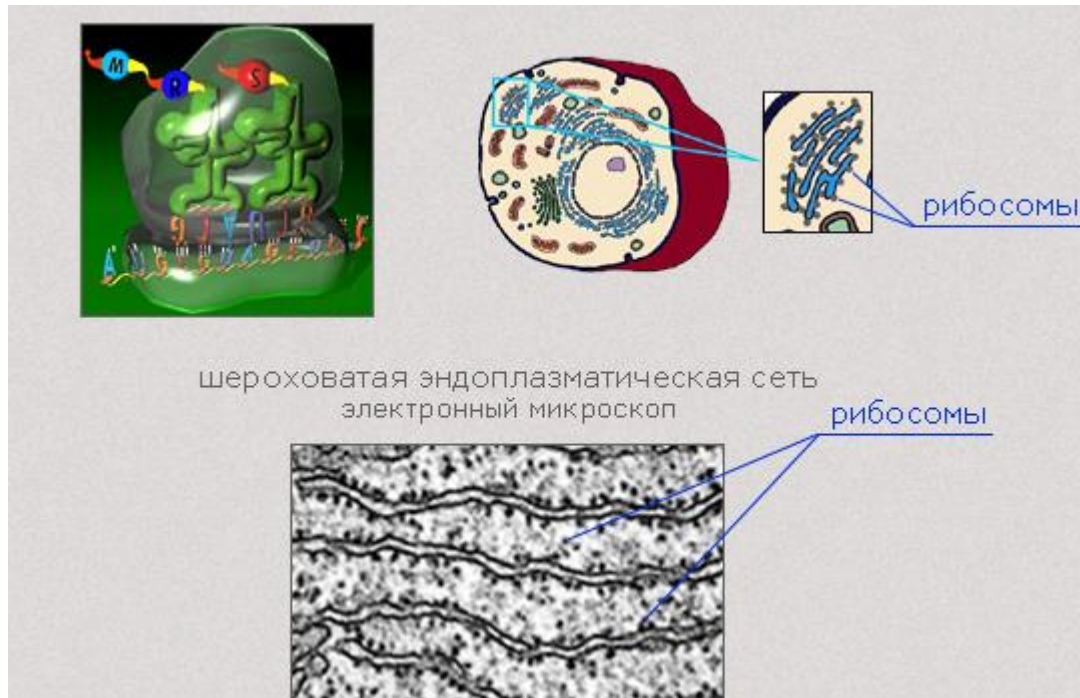 M
R
S
рибосомы
шероховатая эндоплазматическая сеть
электронный микроскоп
рибосомы